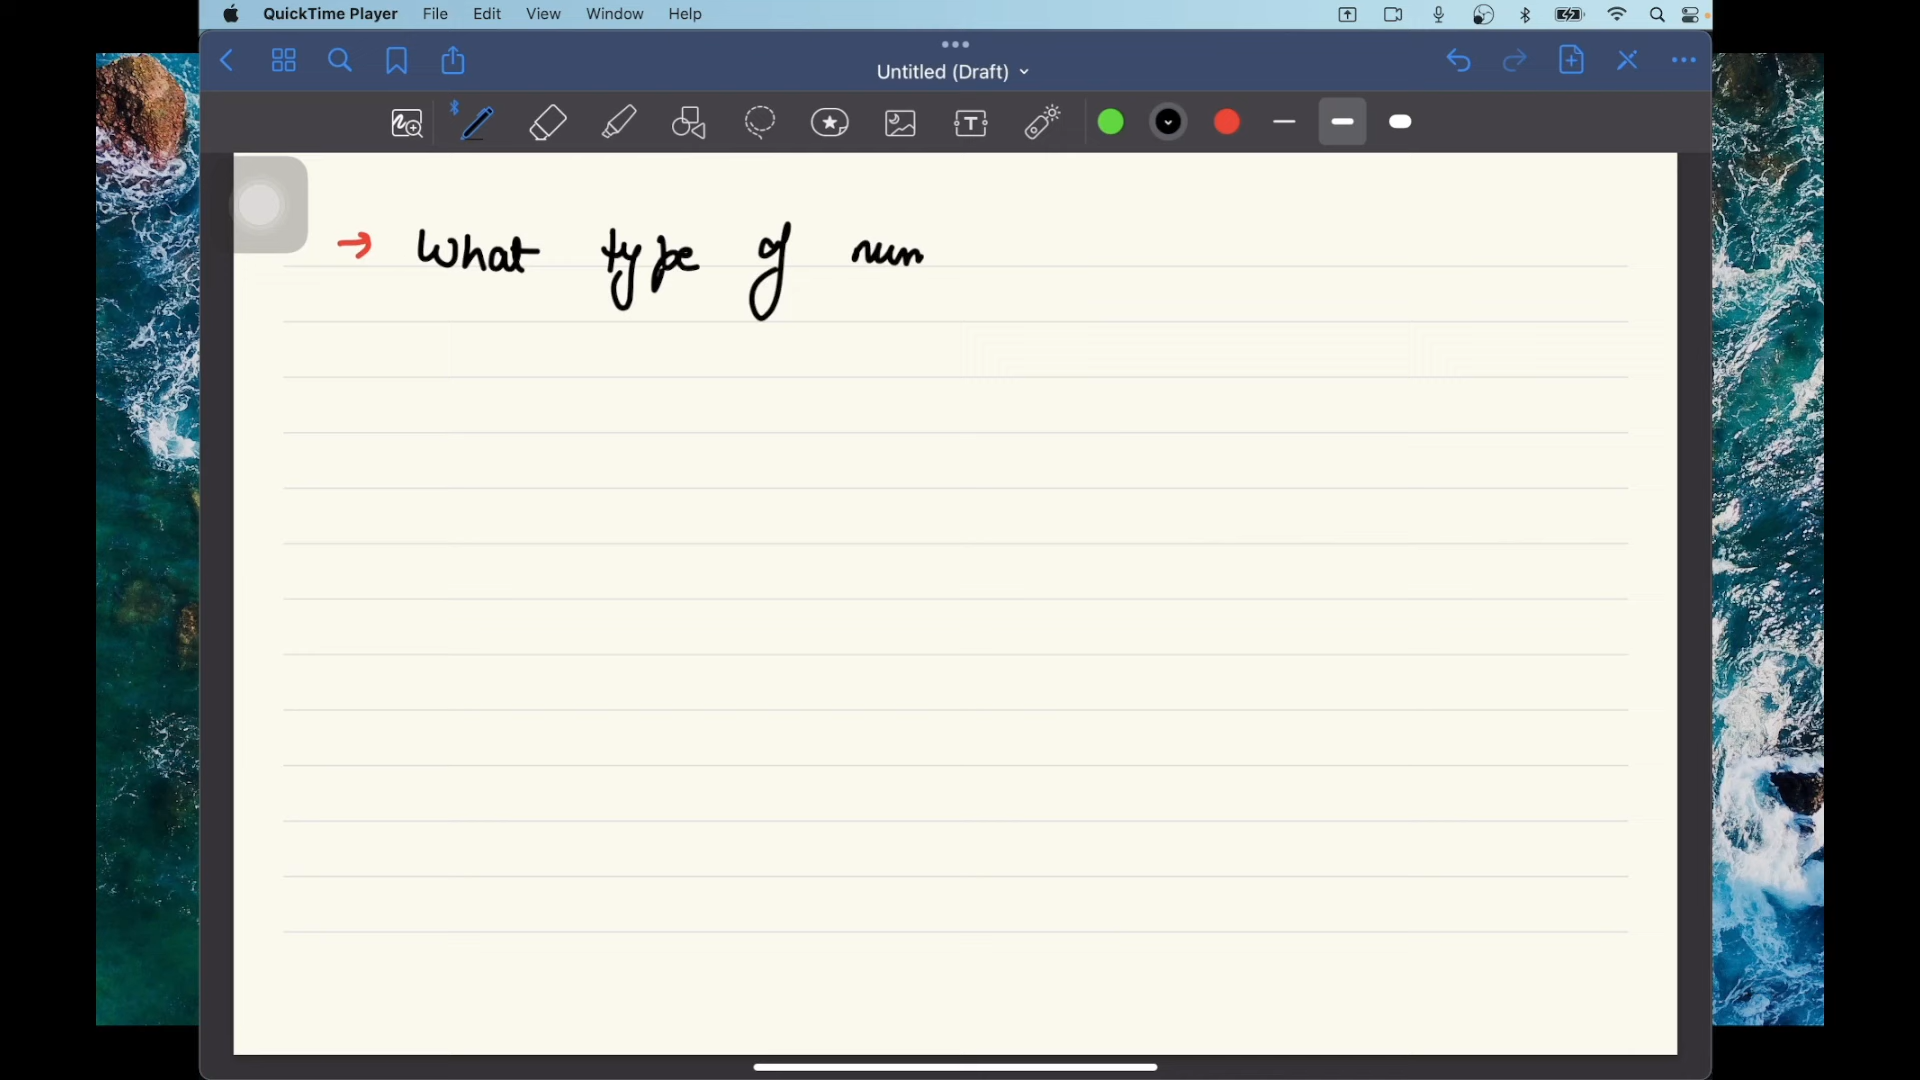 QuickTime Player File Edit View Window Help
Untitled (Draft)
→ What type of num